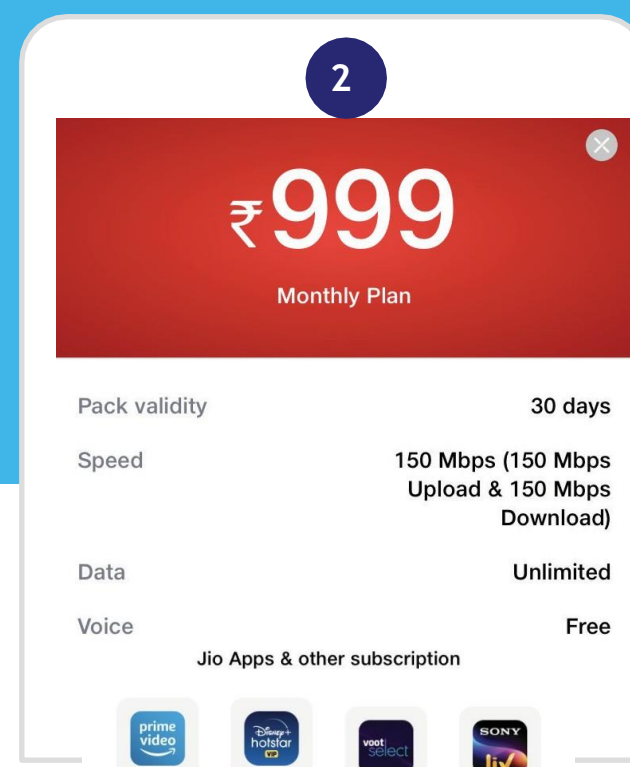 2
₹999
Monthly Plan
Pack validity
30 days
Speed
150 Mbps (150 Mbps
Upload & 150 Mbps
Download)
Data
Unlimited
Voice
Free
Jio Apps & other subscription
prime
video
Disney+
hotstar
VIP
voot
select
SONY
liv